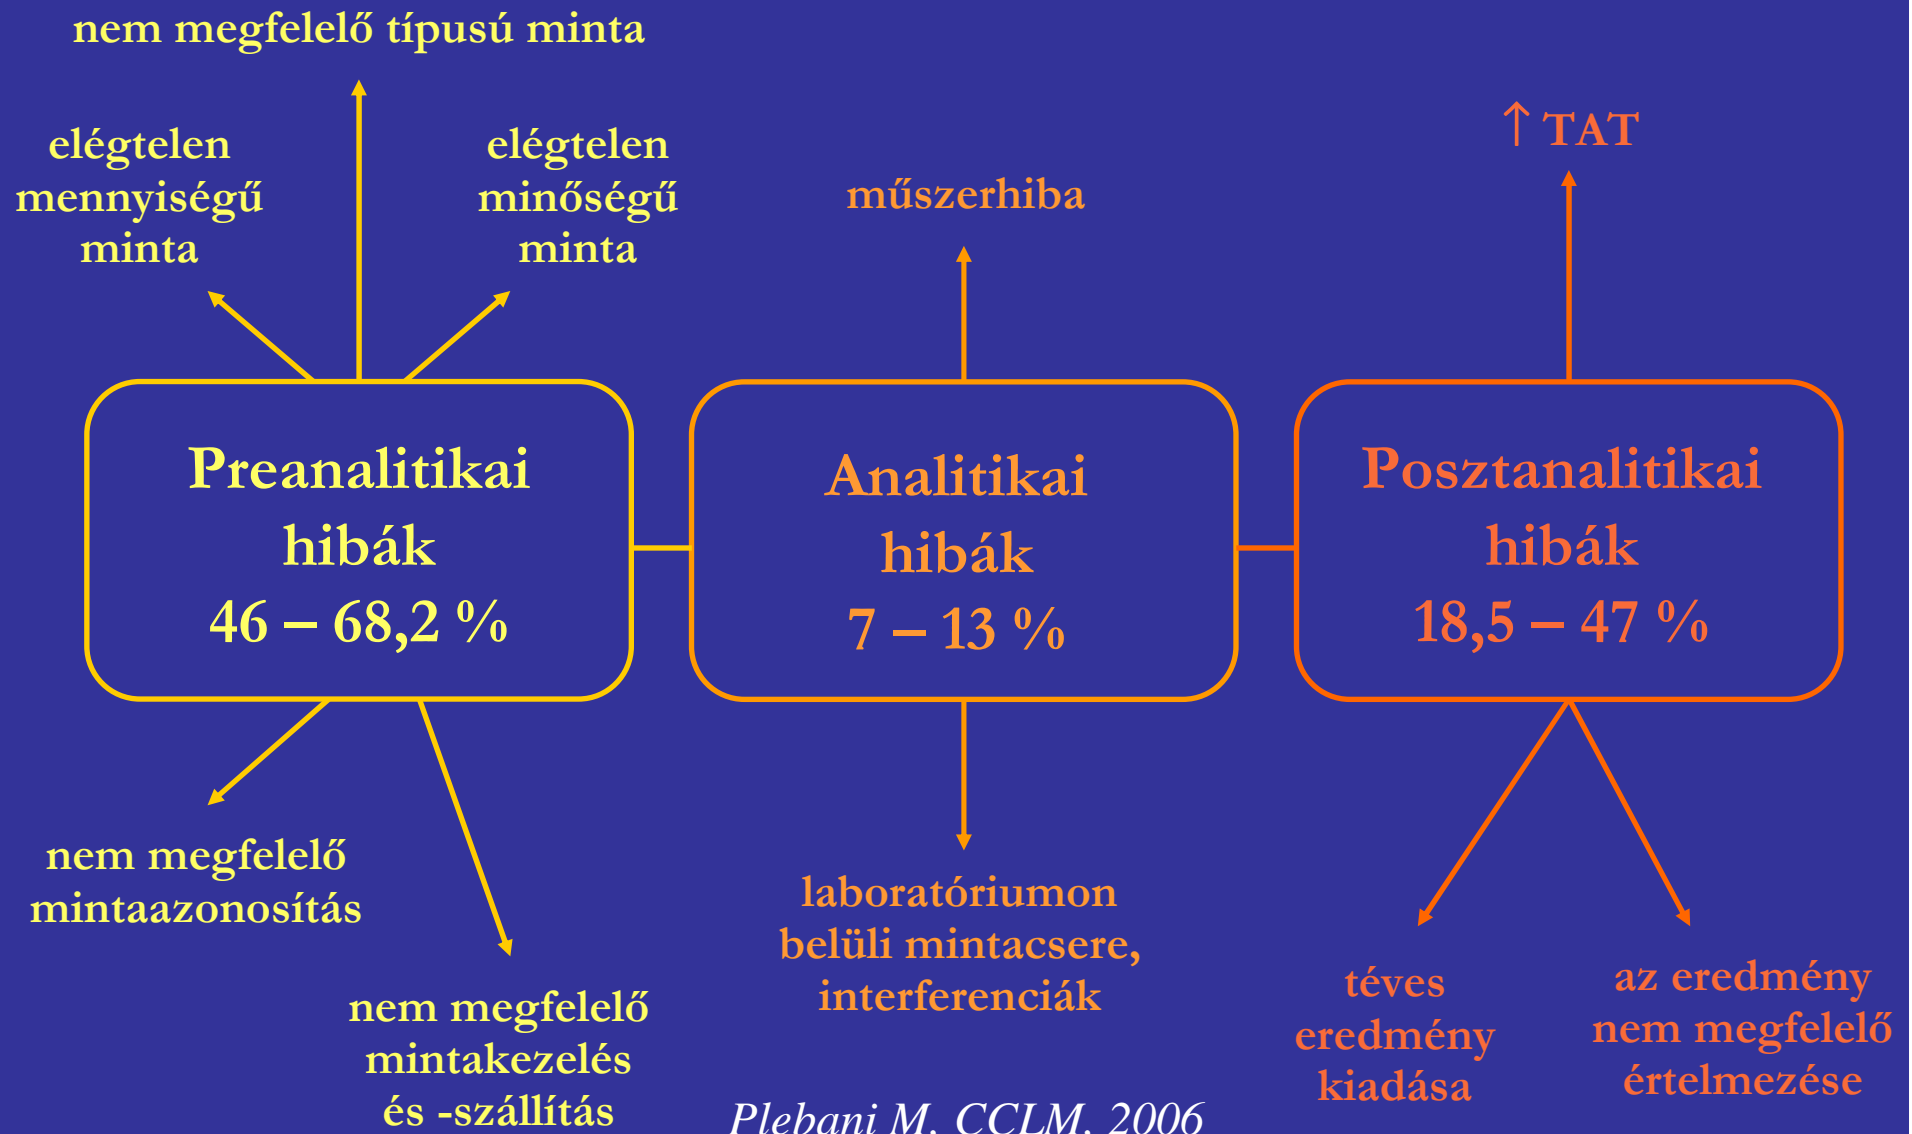 nem megfelelő típusú minta
elégtelen
mennyiségű
minta
elégtelen
minőségű
minta
műszerhiba
↑ TAT
Preanalitikai
hibák
46 – 68,2 %
Analitikai
hibák
7 – 13 %
Posztanalitikai
hibák
18,5 – 47 %
nem megfelelő
mintaazonosítás
nem megfelelő
mintakezelés
és -szállítás
laboratóriumon
belüli mintacsere,
interferenciák
téves
eredmény
kiadása
az eredmény
nem megfelelő
értelmezése
Plebani M. CCLM. 2006